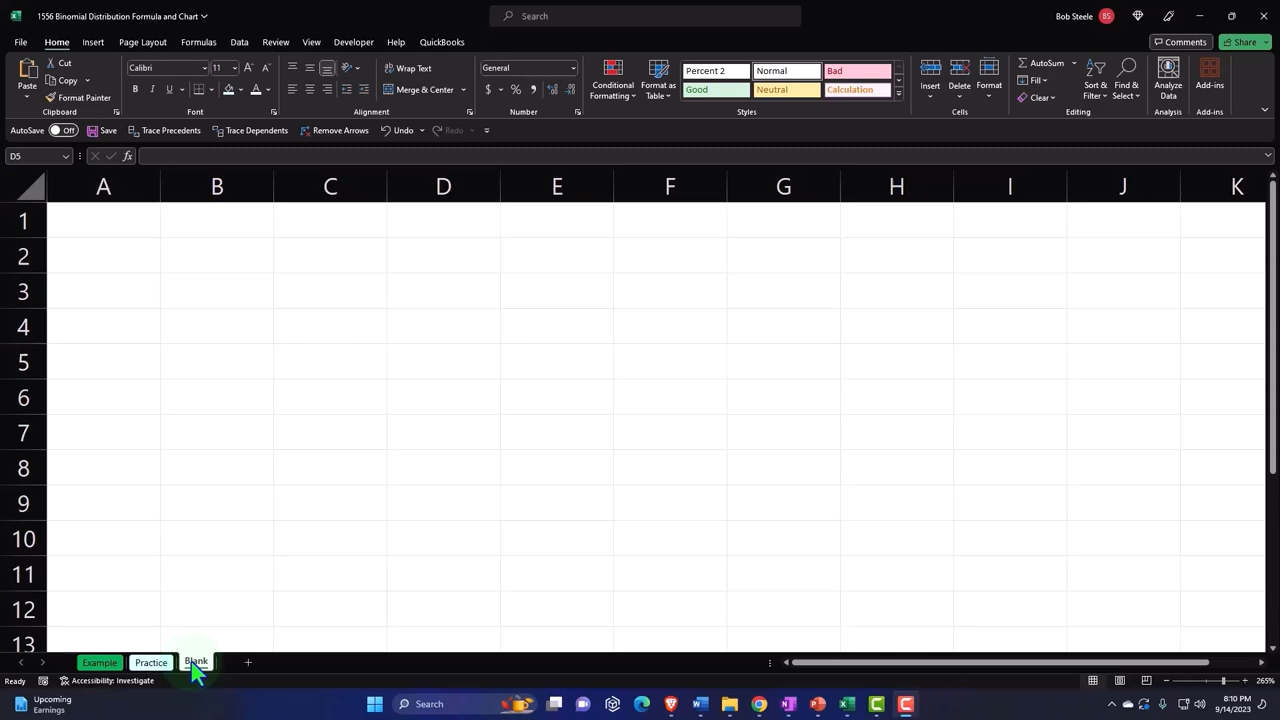 1556 Binomial Distribution Formula and Chart
Search
Bob Steele BS
File Home Insert Page Layout Formulas Data Review View Developer Help QuickBooks
Comments Share
Paste Cut Copy Format Painter
Clipboard
Calibri 11
B I U
Font
Wrap Text
Merge & Center
Alignment
General
$ % 9
Number
Conditional Formatting
Format as Table
Percent 2 Normal Bad
Good Neutral Calculation
Styles
Insert Delete Format
Cells
AutoSum
Fill
Clear
Sort & Filter
Find & Select
Editing
Analyze Data
Analysis
Add-ins
Add-ins
AutoSave Off Save Trace Precedents Trace Dependents Remove Arrows Undo Redo
D5 fx
A B C D E F G H I J K
1
2
3
4
5
6
7
8
9
10
11
12
13
Example Practice Blank
Ready Accessibility: Investigate 265%
Upcoming
Earnings
Search
8:10 PM
9/14/2023